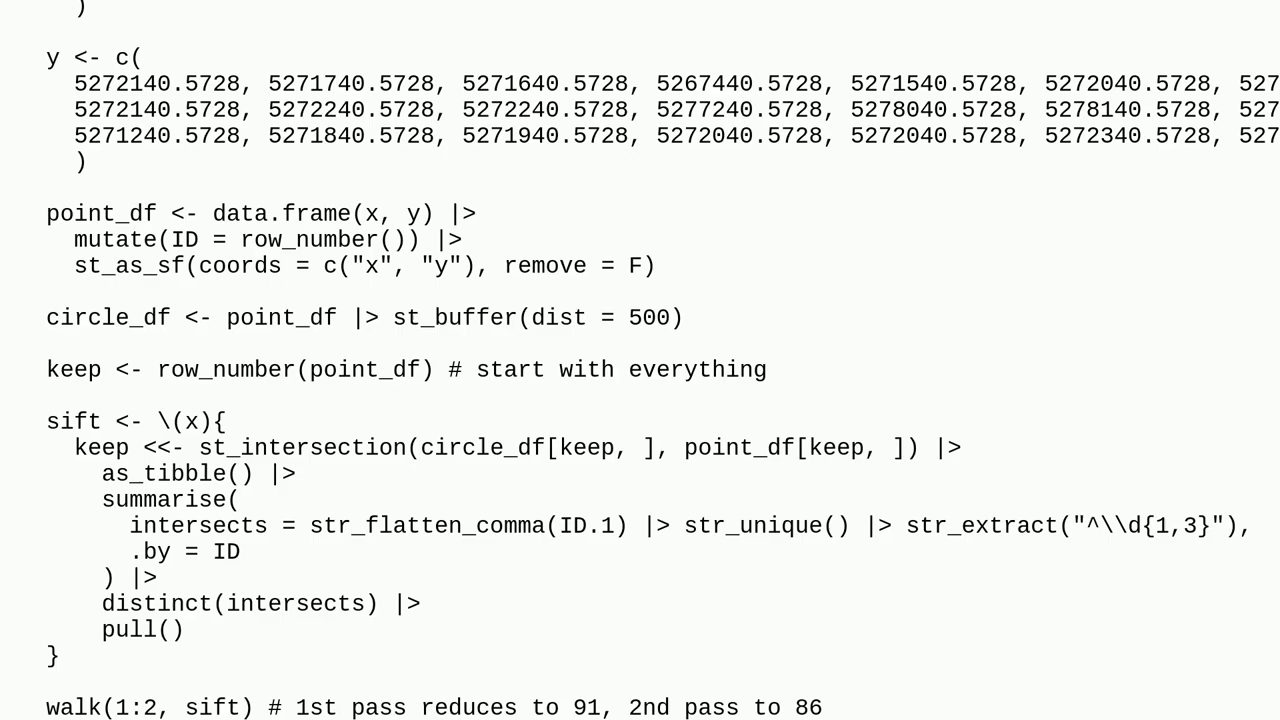 )
y <- c(
5272140.5728, 5271740.5728, 5271640.5728, 5267440.5728, 5271540.5728, 5272040.5728, 527
5272140.5728, 5272240.5728, 5272240.5728, 5277240.5728, 5278040.5728, 5278140.5728, 527
5271240.5728, 5271840.5728, 5271940.5728, 5272040.5728, 5272040.5728, 5272340.5728, 527
)
point_df <- data.frame(x, y) |>
mutate(ID = row_number()) |>
st_as_sf(coords = c("x", "y"), remove = F)
circle_df <- point_df |> st_buffer(dist = 500)
keep <- row_number(point_df) # start with everything
sift <- \(x){
keep <<- st_intersection(circle_df[keep, ], point_df[keep, ]) |>
as_tibble() |>
summarise(
intersects = str_flatten_comma(ID.1) |> str_unique() |> str_extract("^\\d{1,3}"),
.by = ID
) |>
distinct(intersects) |>
pull()
}
walk(1:2, sift) # 1st pass reduces to 91, 2nd pass to 86